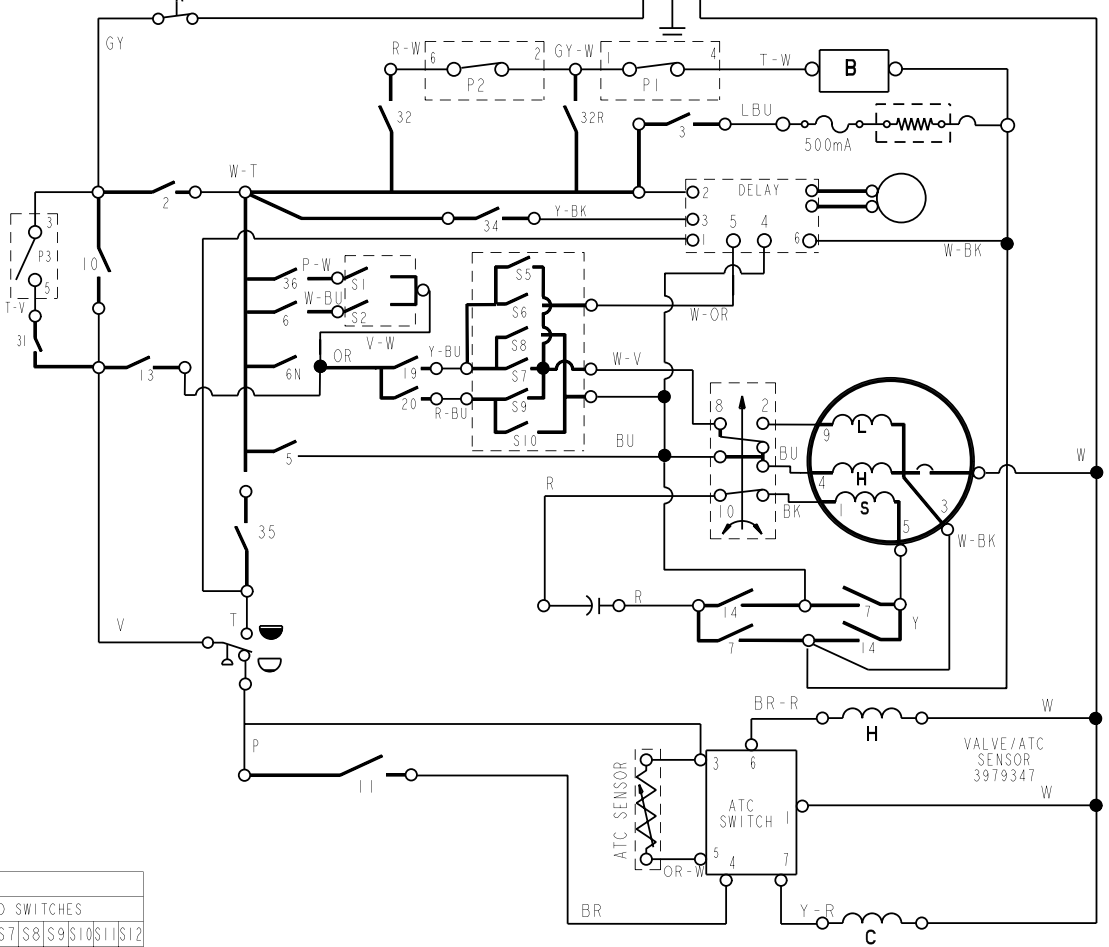 GY
R-W
6
2
P2
GY-W
1
4
P1
T-W
B
32
32R
3
LBU
500mA
W-T
2
2
DELAY
Y-BK
34
3
5
4
1
6
W-BK
3
P3
5
10
T-V
31
13
P-W
36
S1
W-BU
6
S2
S5
S6
W-OR
V-W
OR
Y-BU
S8
6N
19
S7
W-V
20
R-BU
S9
S10
BU
5
8
2
BU
9
L
4
H
W
R
10
BK
1
S
3
5
W-BK
35
T
V
R
14
7
Y
7
14
BR-R
H
W
VALVE/ATC
SENSOR
3979347
P
11
ATC SENSOR
3
6
ATC
SWITCH
1
W
5
4
7
OR-W
BR
Y-R
C
SWITCHES
S7 S8 S9 S10 S11 S12